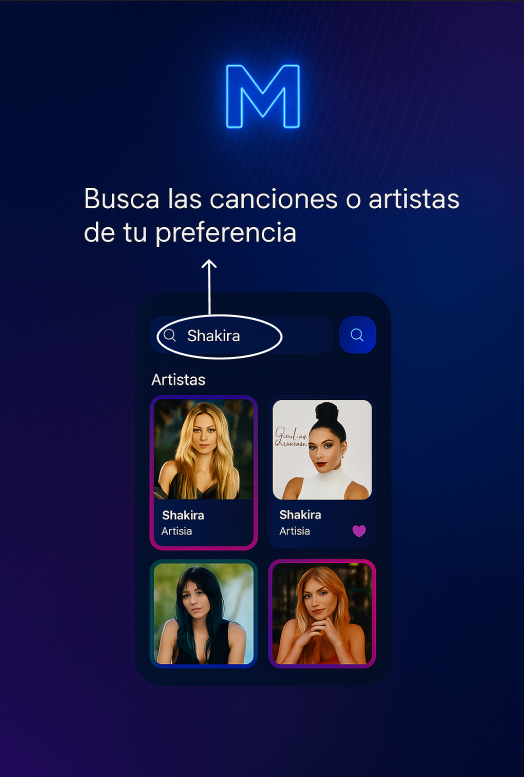 M
Busca las canciones o artistas
de tu preferencia
Shakira
Artistas
Shakira
Artisia
Shakira
Artisia